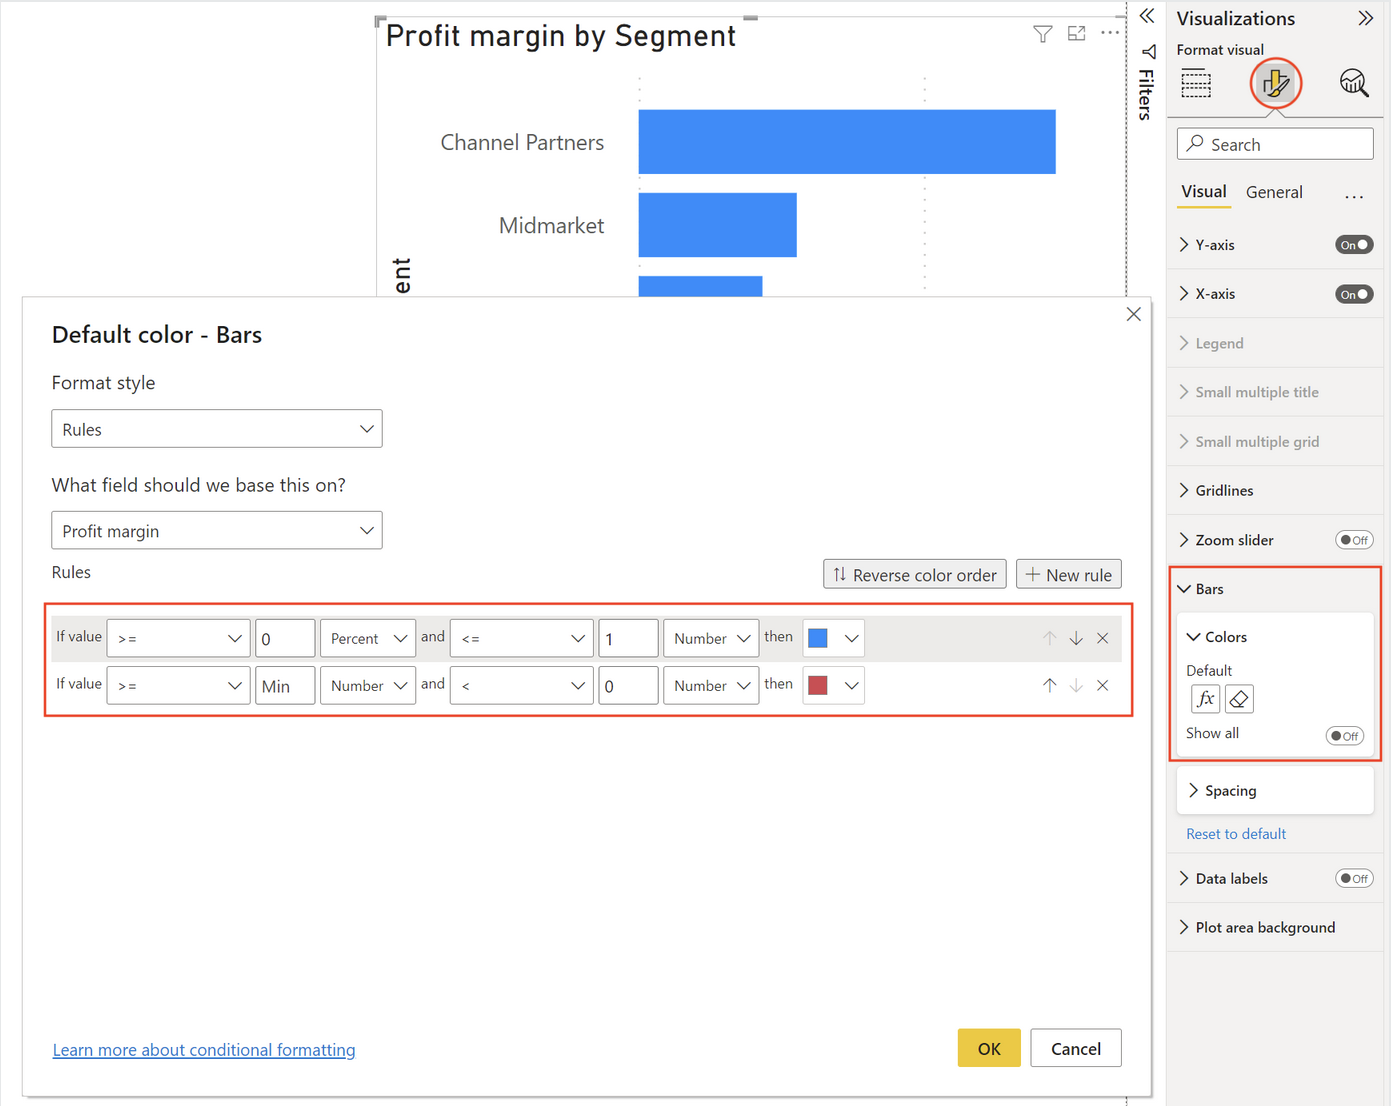 Profit margin by Segment
Channel Partners
Midmarket
ent
Filters
Visualizations
Format visual
Search
Visual General ...
Y-axis On
X-axis On
Legend
Small multiple title
Small multiple grid
Gridlines
Zoom slider Off
Bars
Colors
Default
fx
Show all Off
Spacing
Reset to default
Data labels Off
Plot area background
Default color - Bars
Format style
Rules
What field should we base this on?
Profit margin
Rules Reverse color order New rule
If value >= 0 Percent and <= 1 Number then
If value >= Min Number and < 0 Number then
Learn more about conditional formatting
OK Cancel